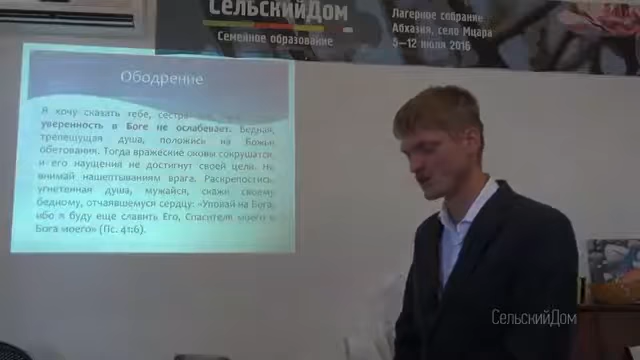 СельскийДом
Семейное образование
Лагерное собрание
Абхазия, село Мцара
5–12 июля 2016
Ободрение
Я хочу сказать тебе, сестра
уверенность в Боге не ослабевает. Бедная,
трепещущая душа, положись на Божьи
обетования. Тогда вражеские оковы сокрушатся,
и его наущения не достигнут своей цели. Не
внимай нашептываниям врага. Раскрепостись,
угнетенная душа, мужайся, скажи своему
бедному, отчаявшемуся сердцу: «Уповай на Бога,
ибо я буду еще славить Его, Спасителя моего и
Бога моего» (Пс. 41:6).
СельскийДом